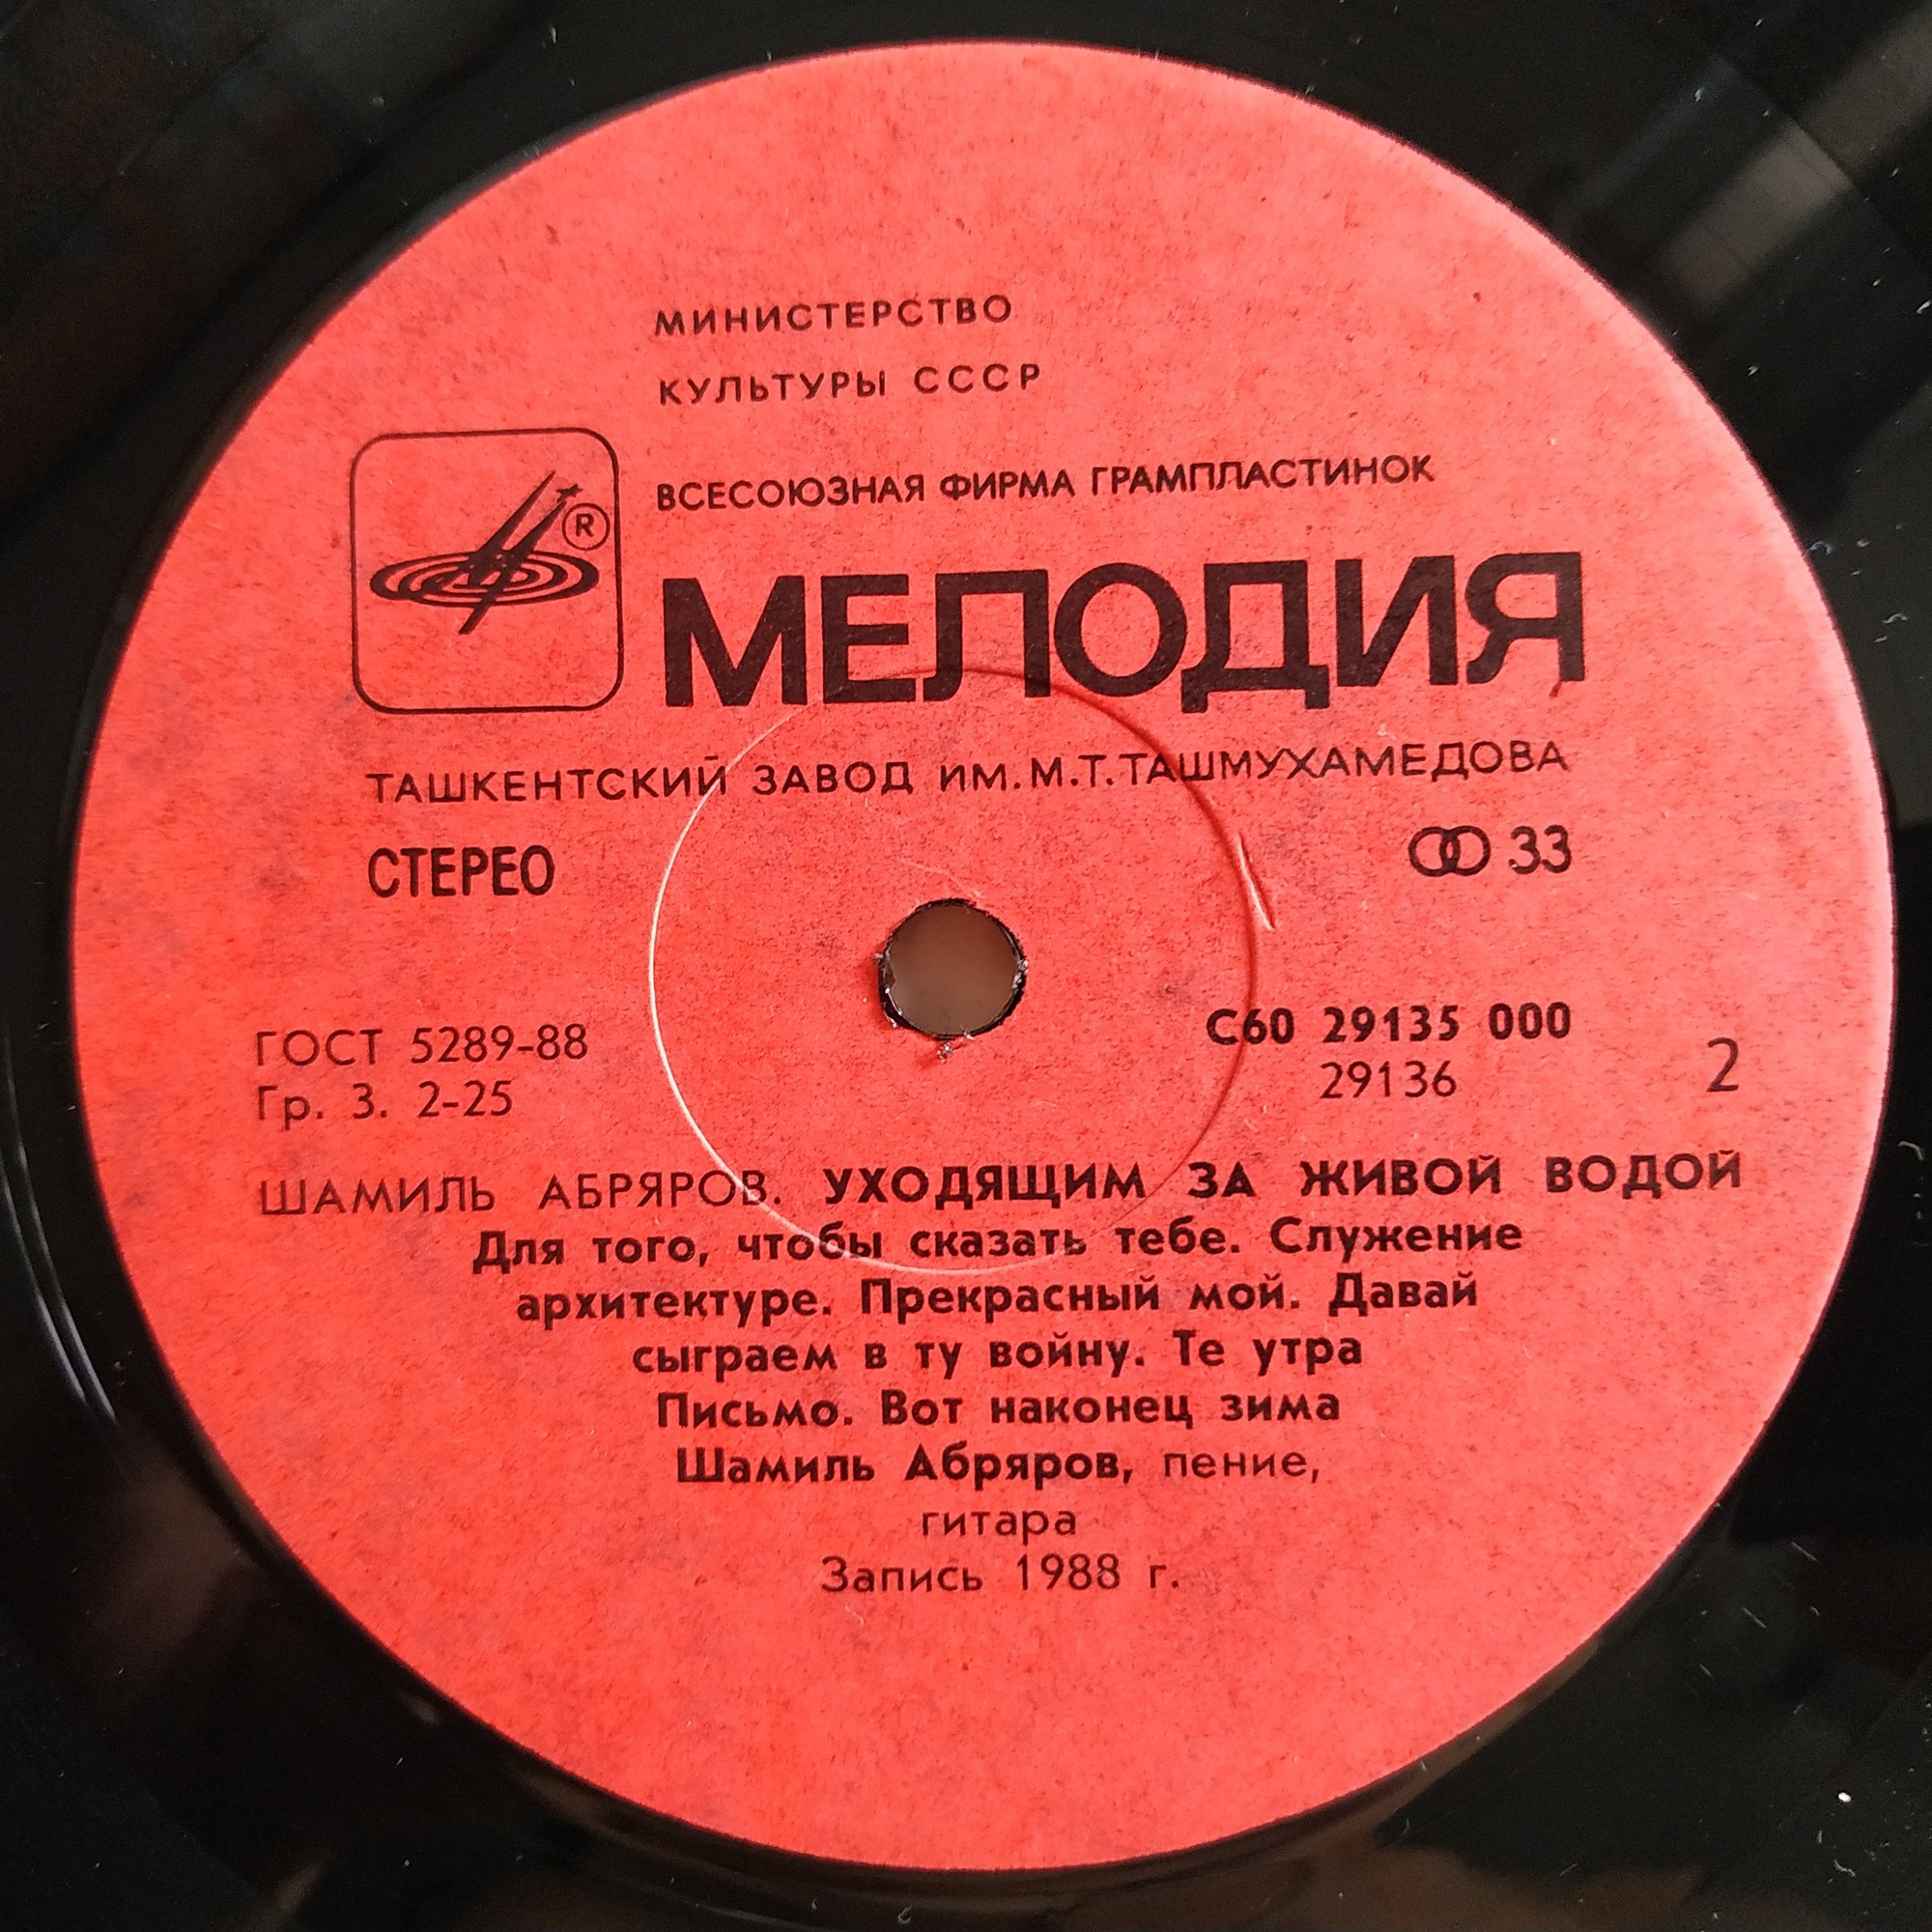 МИНИСТЕРСТВО
КУЛЬТУРЫ СССР
ВСЕСОЮЗНАЯ ФИРМА ГРАМПЛАСТИНОК
®
МЕЛОДИЯ
ТАШКЕНТСКИЙ ЗАВОД ИМ. М.Т. ТАШМУХАМЕДОВА
СТЕРЕО 33
ГОСТ 5289-88 С60 29135 000
Гр. 3. 2-25 29136 2
ШАМИЛЬ АБРЯРОВ. УХОДЯЩИМ ЗА ЖИВОЙ ВОДОЙ
Для того, чтобы сказать тебе. Служение
архитектуре. Прекрасный мой. Давай
сыграем в ту войну. Те утра
Письмо. Вот наконец зима
Шамиль Абряров, пение,
гитара
Запись 1988 г.